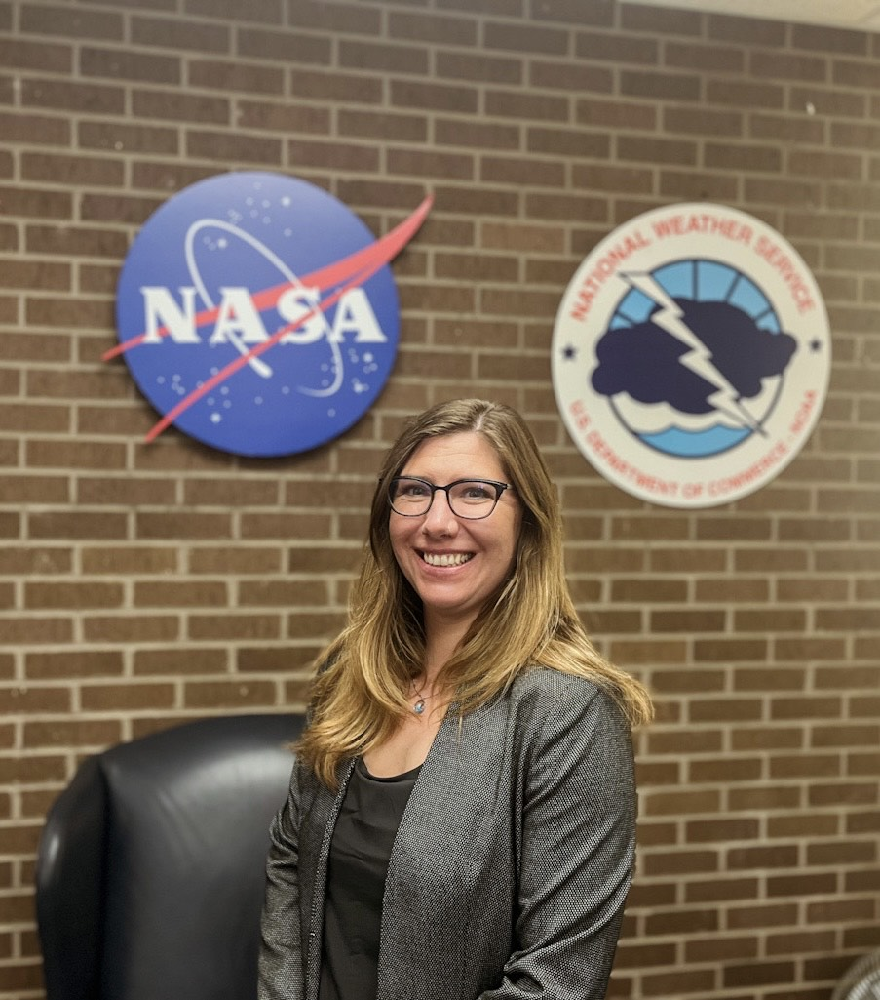 NASA
NATIONAL WEATHER SERVICE
U.S. DEPARTMENT OF COMMERCE - NOAA